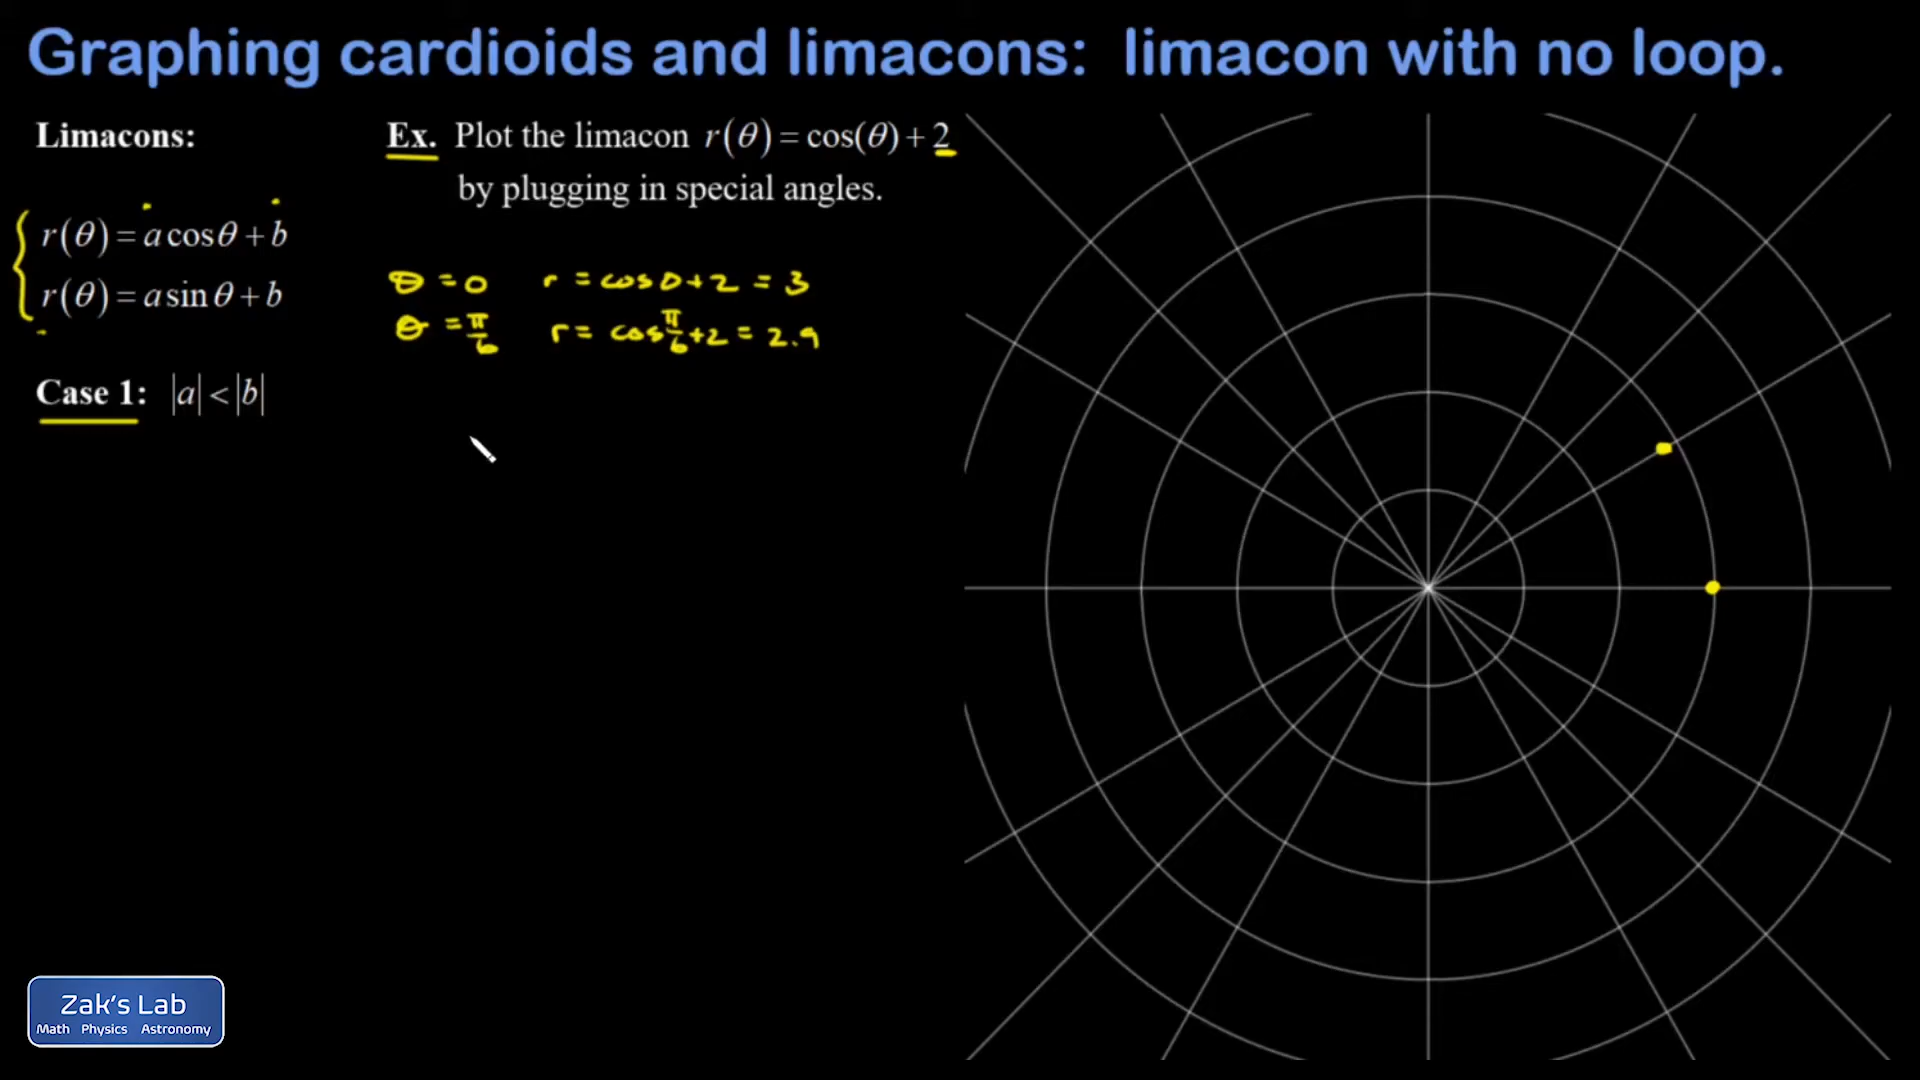 Graphing cardioids and limacons: limacon with no loop.
Limacons:
r(θ) = a cosθ + b
r(θ) = a sinθ + b
Case 1: |a| < |b|
Ex. Plot the limacon r(θ) = cos(θ) + 2
by plugging in special angles.
θ = 0 r = cos 0 + 2 = 3
θ = π/6 r = cos π/6 + 2 = 2.9
Zak's Lab
Math Physics Astronomy